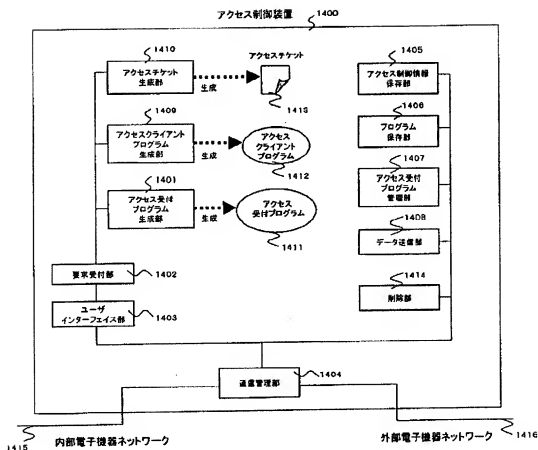 アクセス制御装置
1400
1410
アクセスチケット
生成部
生成
アクセスチケット
1413
1409
アクセスクライアント
プログラム
生成部
生成
アクセス
クライアント
プログラム
1412
1401
アクセス受付
プログラム
生成部
生成
アクセス
受付プログラム
1411
要求受付部
1402
ユーザ
インターフェイス部
1403
1405
アクセス制御情報
保存部
1406
プログラム
保存部
1407
アクセス受付
プログラム
管理部
1408
データ送信部
1414
削除部
1404
通信管理部
1415
内部電子機器ネットワーク
外部電子機器ネットワーク
1416